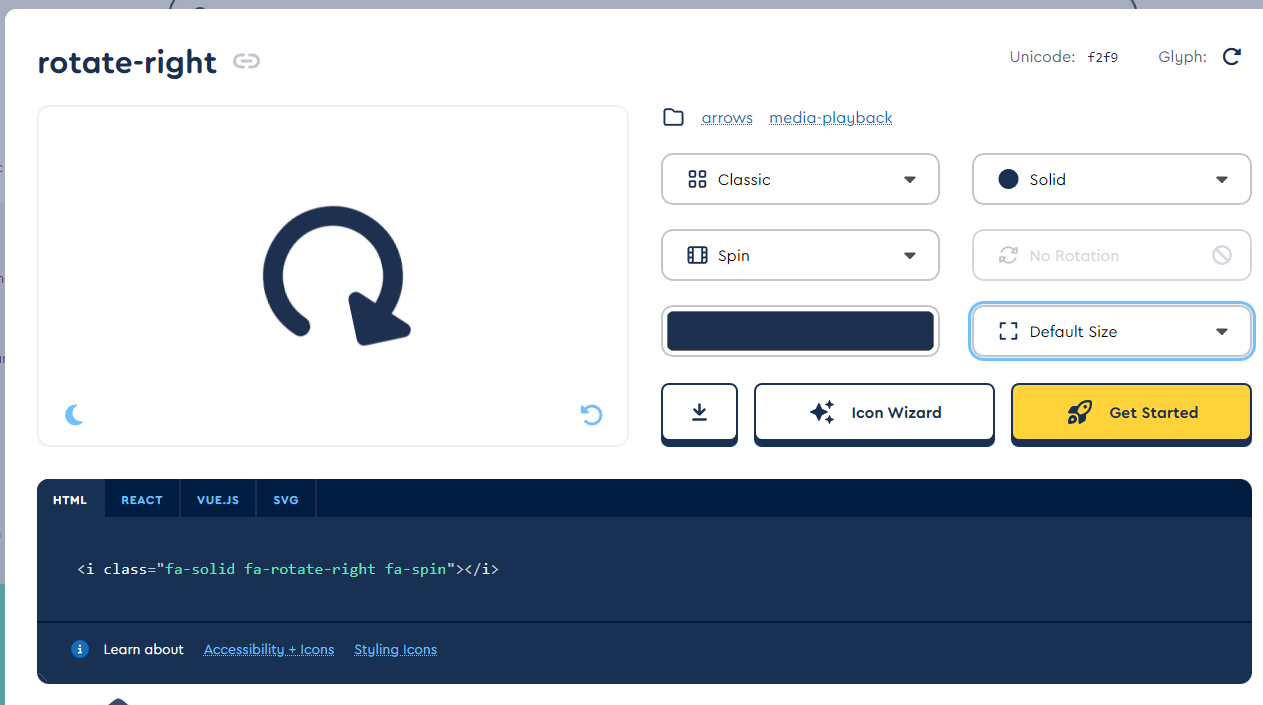 rotate-right
Unicode: f2f9 Glyph:
arrows media-playback
Classic
Solid
Spin
No Rotation
Default Size
Icon Wizard
Get Started
HTML REACT VUE.JS SVG
<i class="fa-solid fa-rotate-right fa-spin"></i>
Learn about Accessibility + Icons Styling Icons